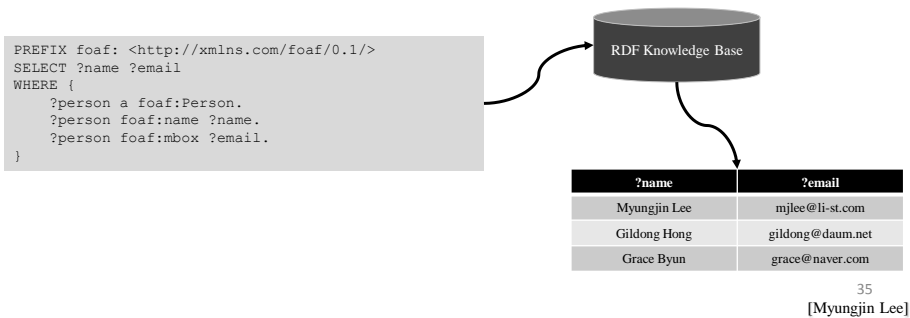 PREFIX foaf: <http://xmlns.com/foaf/0.1/>
SELECT ?name ?email
WHERE {
    ?person a foaf:Person.
    ?person foaf:name ?name.
    ?person foaf:mbox ?email.
}
RDF Knowledge Base
?name ?email
Myungjin Lee mjlee@li-st.com
Gildong Hong gildong@daum.net
Grace Byun grace@naver.com
35
[Myungjin Lee]